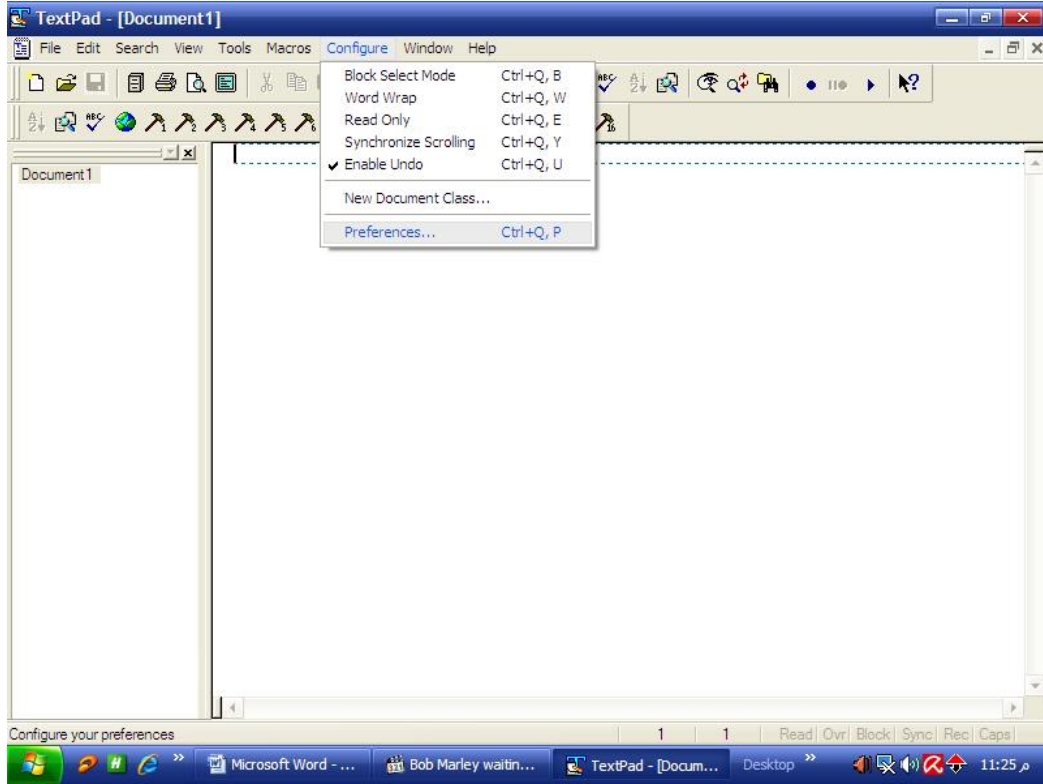 TextPad - [Document1]
File Edit Search View Tools Macros Configure Window Help
Block Select Mode Ctrl+Q, B
Word Wrap Ctrl+Q, W
Read Only Ctrl+Q, E
Synchronize Scrolling Ctrl+Q, Y
Enable Undo Ctrl+Q, U
New Document Class...
Preferences... Ctrl+Q, P
Document1
Configure your preferences 1 1 Read Ovr Block Sync Rec Caps
Microsoft Word - ... Bob Marley waitin... TextPad - [Docum... Desktop » 11:25 م